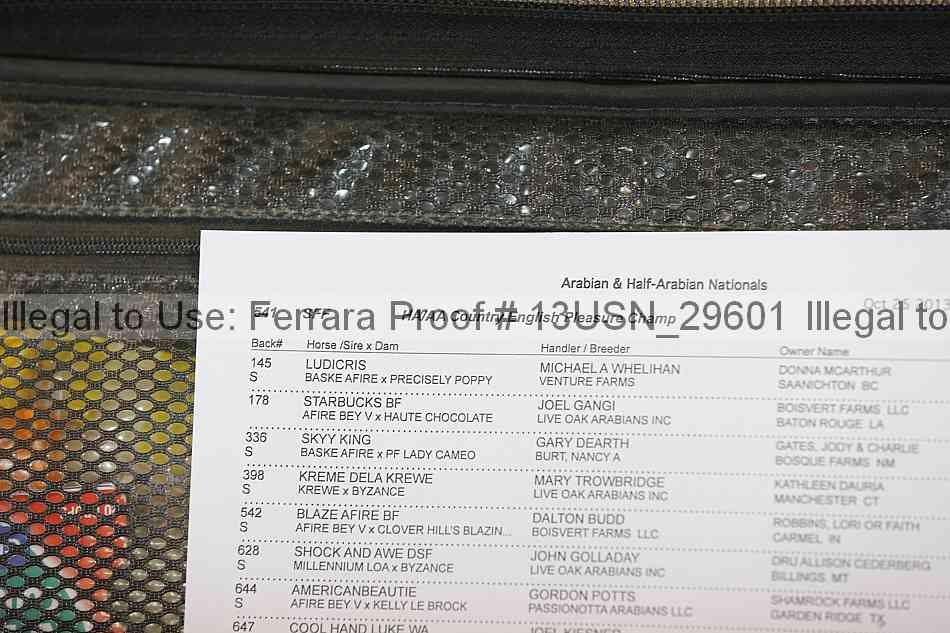 Arabian & Half-Arabian Nationals
Oct 25 2013
Illegal to Use: Ferrara Proof # 13USN_29601 Illegal to
541 SFF HA/AA Country English Pleasure Champ
Back# Horse /Sire x Dam Handler / Breeder Owner Name
145 LUDICRIS MICHAEL A WHELIHAN DONNA MCARTHUR
S BASKE AFIRE x PRECISELY POPPY VENTURE FARMS SAANICHTON BC
178 STARBUCKS BF JOEL GANGI BOISVERT FARMS LLC
AFIRE BEY V x HAUTE CHOCOLATE LIVE OAK ARABIANS INC BATON ROUGE LA
336 SKYY KING GARY DEARTH GATES, JODY & CHARLIE
S BASKE AFIRE x PF LADY CAMEO BURT, NANCY A BOSQUE FARMS NM
398 KREME DELA KREWE MARY TROWBRIDGE KATHLEEN DAURIA
S KREWE x BYZANCE LIVE OAK ARABIANS INC MANCHESTER CT
542 BLAZE AFIRE BF DALTON BUDD ROBBINS, LORI OR FAITH
S AFIRE BEY V x CLOVER HILL'S BLAZIN... BOISVERT FARMS LLC CARMEL IN
628 SHOCK AND AWE DSF JOHN GOLLADAY DRU ALLISON CEDERBERG
S MILLENNIUM LOA x BYZANCE LIVE OAK ARABIANS INC BILLINGS MT
644 AMERICANBEAUTIE GORDON POTTS SHAMROCK FARMS LLC
S AFIRE BEY V x KELLY LE BROCK PASSIONOTTA ARABIANS LLC GARDEN RIDGE TX
647 COOL HAND LUKE WA JOEL KIESNER